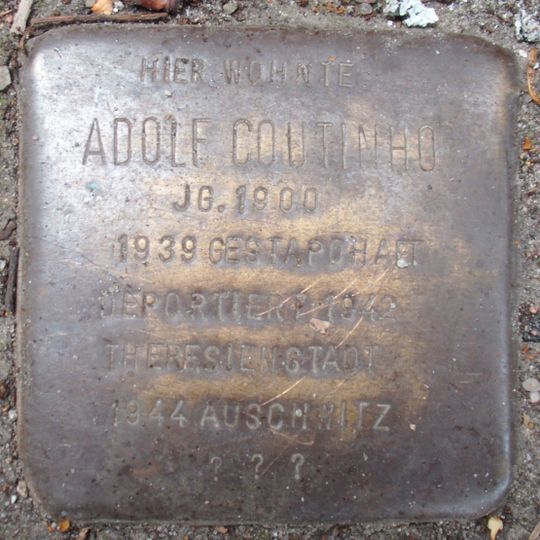 HIER WOHNTE
ADOLF COUTINHO
JG. 1900
1939 GESTAPOHAFT
DEPORTIERT 1942
THERESIENSTADT
1944 AUSCHWITZ
? ? ?